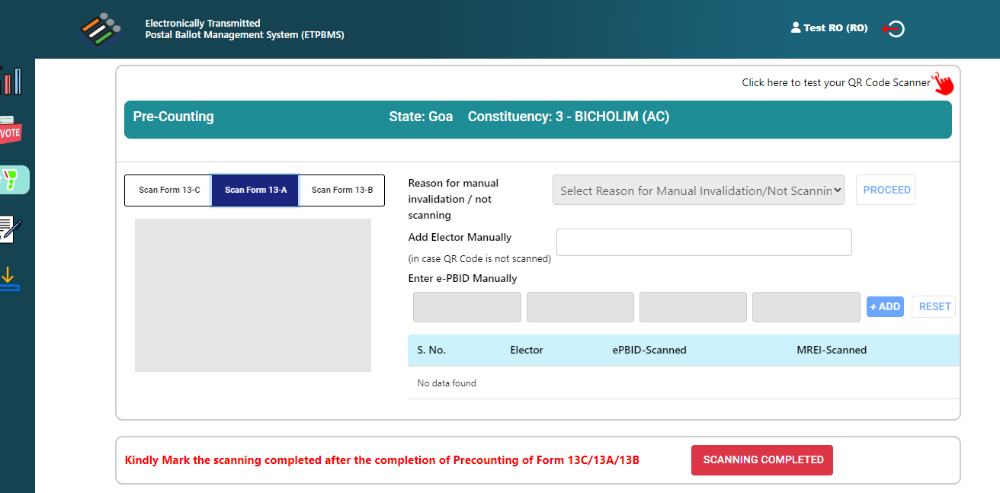 Electronically Transmitted
Postal Ballot Management System (ETPBMS)
Test RO (RO)
VOTE
Click here to test your QR Code Scanner
Pre-Counting State: Goa Constituency: 3 - BICHOLIM (AC)
Scan Form 13-C Scan Form 13-A Scan Form 13-B
Reason for manual
invalidation / not
scanning
Select Reason for Manual Invalidation/Not Scannin
PROCEED
Add Elector Manually
(in case QR Code is not scanned)
Enter e-PBID Manually
+ ADD RESET
S. No. Elector ePBID-Scanned MREI-Scanned
No data found
Kindly Mark the scanning completed after the completion of Precounting of Form 13C/13A/13B
SCANNING COMPLETED